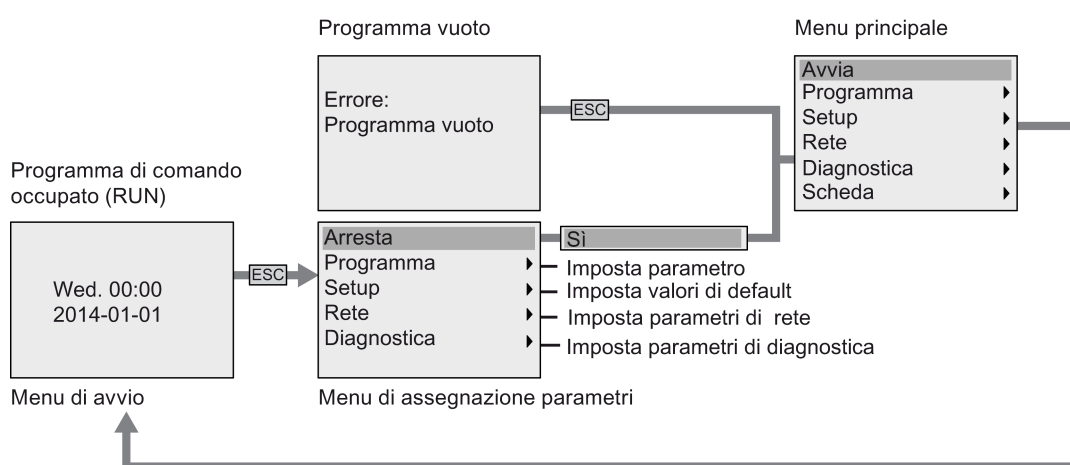 Programma vuoto
Errore:
Programma vuoto
ESC
Menu principale
Avvia
Programma
Setup
Rete
Diagnostica
Scheda
Programma di comando
occupato (RUN)
Wed. 00:00
2014-01-01
Menu di avvio
ESC
Arresta
Programma
Setup
Rete
Diagnostica
Menu di assegnazione parametri
Sì
Imposta parametro
Imposta valori di default
Imposta parametri di rete
Imposta parametri di diagnostica